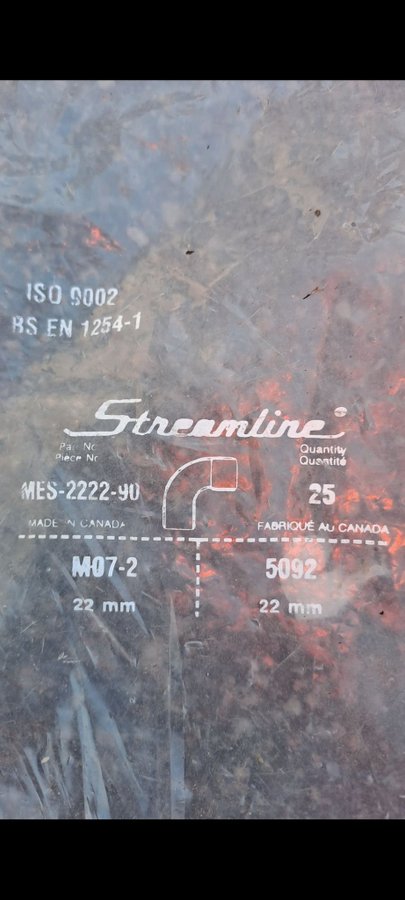 ISO 9002
BS EN 1254-1
Streamline
Part No
Pièce No
Quantity
Quantité
MES-2222-90
25
MADE IN CANADA
FABRIQUÉ AU CANADA
M07-2
5092
22 mm
22 mm